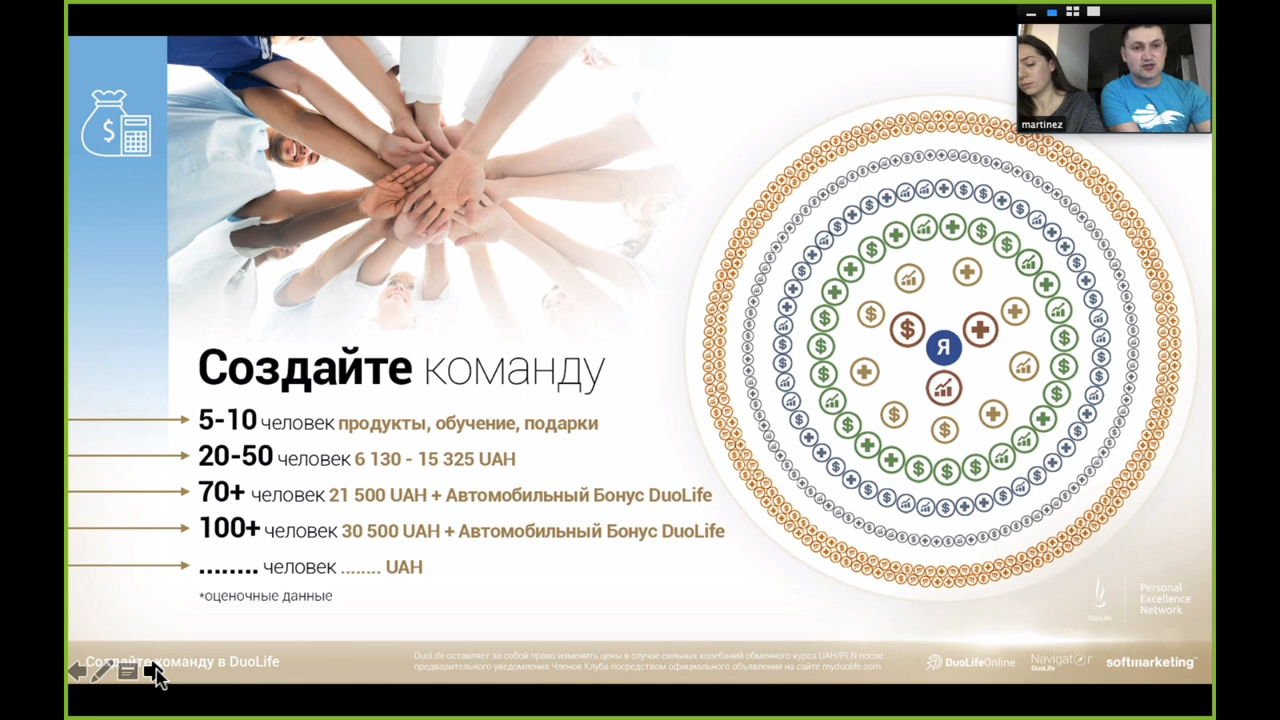 martinez
Я
Создайте команду
5-10 человек продукты, обучение, подарки
20-50 человек 6 130 - 15 325 UAH
70+ человек 21 500 UAH + Автомобильный Бонус DuoLife
100+ человек 30 500 UAH + Автомобильный Бонус DuoLife
........ человек ........ UAH
*оценочные данные
DuoLife
Personal
Excellence
Network
Создайте команду в DuoLife
DuoLife оставляет за собой право изменить цены в случае сильных колебаний обменного курса UAH/PLN после
предварительного уведомления Членов Клуба посредством официального объявления на сайте myduolife.com
DuoLifeOnline
Navigator
DuoLife
softmarketing